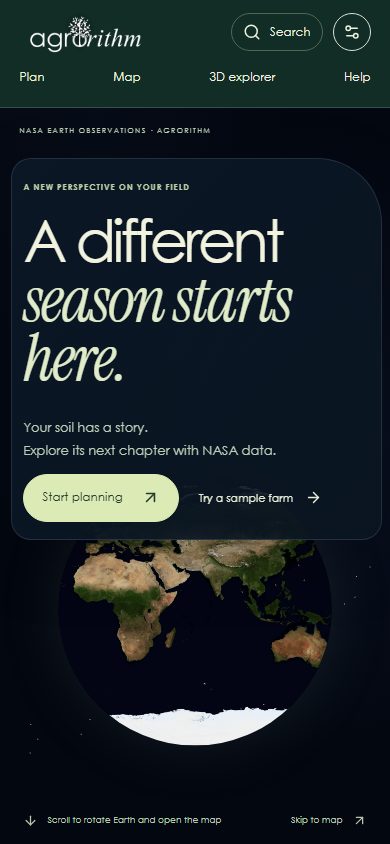 agrorithm
Search
Plan
Map
3D explorer
Help
NASA EARTH OBSERVATIONS · AGRORITHM
A NEW PERSPECTIVE ON YOUR FIELD
A different
season starts
here.
Your soil has a story.
Explore its next chapter with NASA data.
Start planning
Try a sample farm
Scroll to rotate Earth and open the map
Skip to map